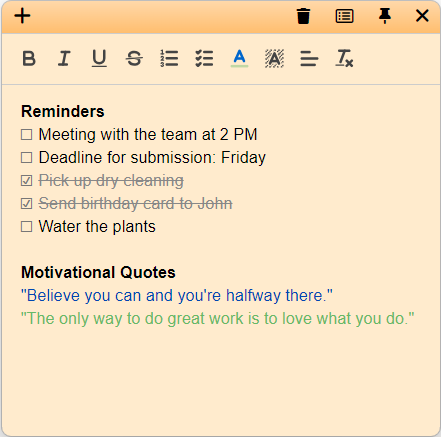 Reminders
☐ Meeting with the team at 2 PM
☐ Deadline for submission: Friday
☑ Pick up dry cleaning
☑ Send birthday card to John
☐ Water the plants
Motivational Quotes
"Believe you can and you're halfway there."
"The only way to do great work is to love what you do."